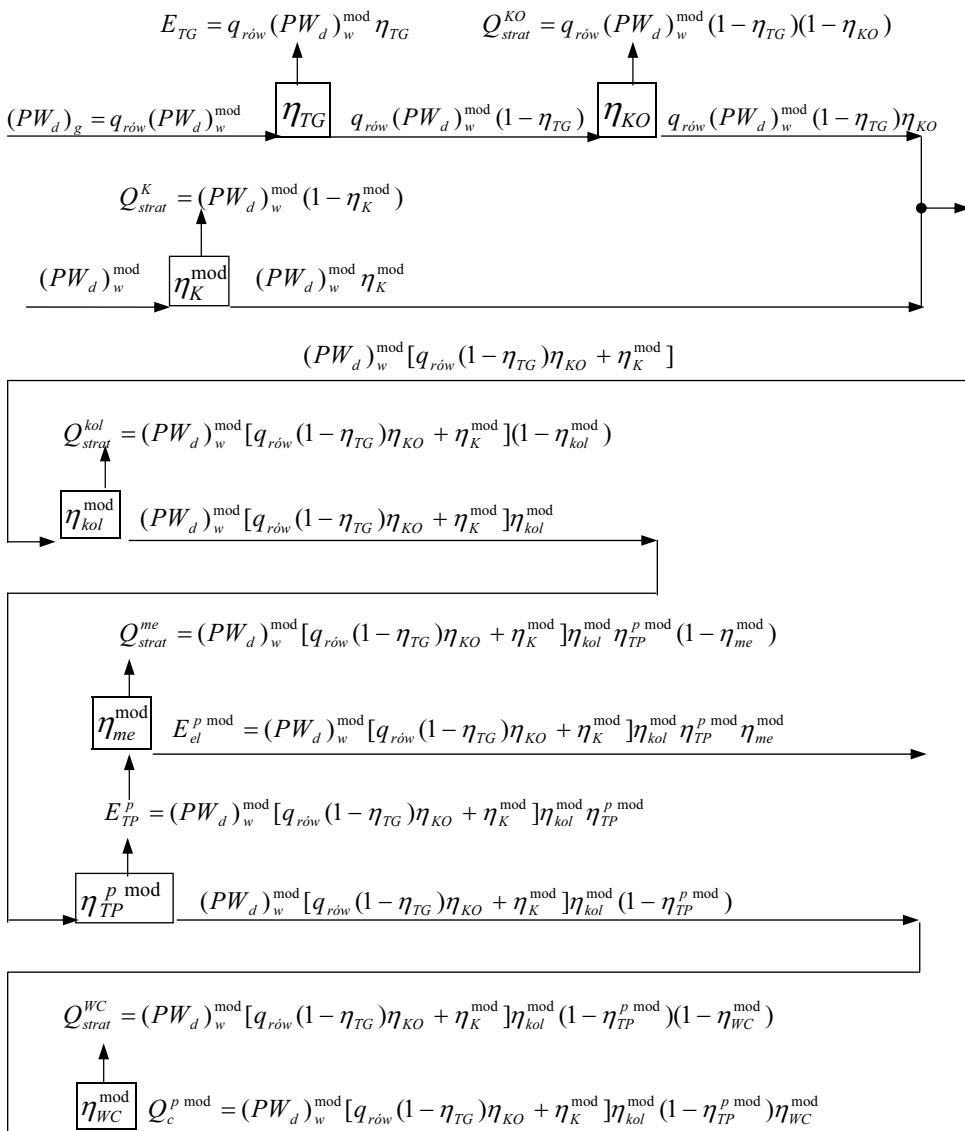 E_{TG} = q_{rów}(PW_d)_w^{mod} η_{TG}    Q_{strat}^{KO} = q_{rów}(PW_d)_w^{mod}(1 − η_{TG})(1 − η_{KO})
(PW_d)_g = q_{rów}(PW_d)_w^{mod}    η_{TG}    q_{rów}(PW_d)_w^{mod}(1 − η_{TG})    η_{KO}    q_{rów}(PW_d)_w^{mod}(1 − η_{TG})η_{KO}
Q_{strat}^{K} = (PW_d)_w^{mod}(1 − η_K^{mod})
(PW_d)_w^{mod}    η_K^{mod}    (PW_d)_w^{mod} η_K^{mod}
(PW_d)_w^{mod}[q_{rów}(1 − η_{TG})η_{KO} + η_K^{mod}]
Q_{strat}^{kol} = (PW_d)_w^{mod}[q_{rów}(1 − η_{TG})η_{KO} + η_K^{mod}](1 − η_{kol}^{mod})
η_{kol}^{mod}    (PW_d)_w^{mod}[q_{rów}(1 − η_{TG})η_{KO} + η_K^{mod}]η_{kol}^{mod}
Q_{strat}^{me} = (PW_d)_w^{mod}[q_{rów}(1 − η_{TG})η_{KO} + η_K^{mod}]η_{kol}^{mod} η_{TP}^{p mod}(1 − η_{me}^{mod})
η_{me}^{mod}    E_{el}^{p mod} = (PW_d)_w^{mod}[q_{rów}(1 − η_{TG})η_{KO} + η_K^{mod}]η_{kol}^{mod} η_{TP}^{p mod} η_{me}^{mod}
E_{TP}^{p} = (PW_d)_w^{mod}[q_{rów}(1 − η_{TG})η_{KO} + η_K^{mod}]η_{kol}^{mod} η_{TP}^{p mod}
η_{TP}^{p mod}    (PW_d)_w^{mod}[q_{rów}(1 − η_{TG})η_{KO} + η_K^{mod}]η_{kol}^{mod}(1 − η_{TP}^{p mod})
Q_{strat}^{WC} = (PW_d)_w^{mod}[q_{rów}(1 − η_{TG})η_{KO} + η_K^{mod}]η_{kol}^{mod}(1 − η_{TP}^{p mod})(1 − η_{WC}^{mod})
η_{WC}^{mod}    Q_c^{p mod} = (PW_d)_w^{mod}[q_{rów}(1 − η_{TG})η_{KO} + η_K^{mod}]η_{kol}^{mod}(1 − η_{TP}^{p mod})η_{WC}^{mod}